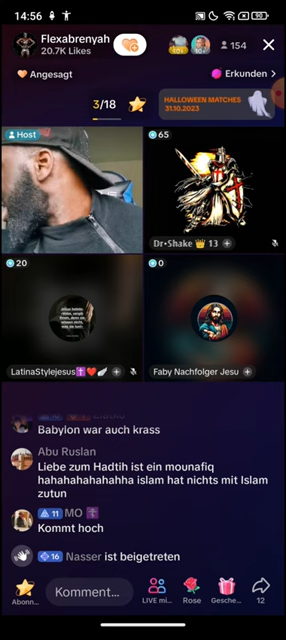 14:56
90
Flexabrenyah
20.7K Likes
154
Angesagt
Erkunden >
3/18
HALLOWEEN MATCHES
31.10.2023
Host
65
Dr•Shake 👑 13
20
LatinaStylejesus✝️❤️🕊️
0
Faby Nachfolger Jesu
Babylon war auch krass
Abu Ruslan
Liebe zum Hadtih ist ein mounafiq
hahahahahahahha islam hat nichts mit Islam
zutun
11 MO ☦️
Kommt hoch
16 Nasser ist beigetreten
Abonn...
Komment...
LIVE mi...
Rose
Gesche...
12